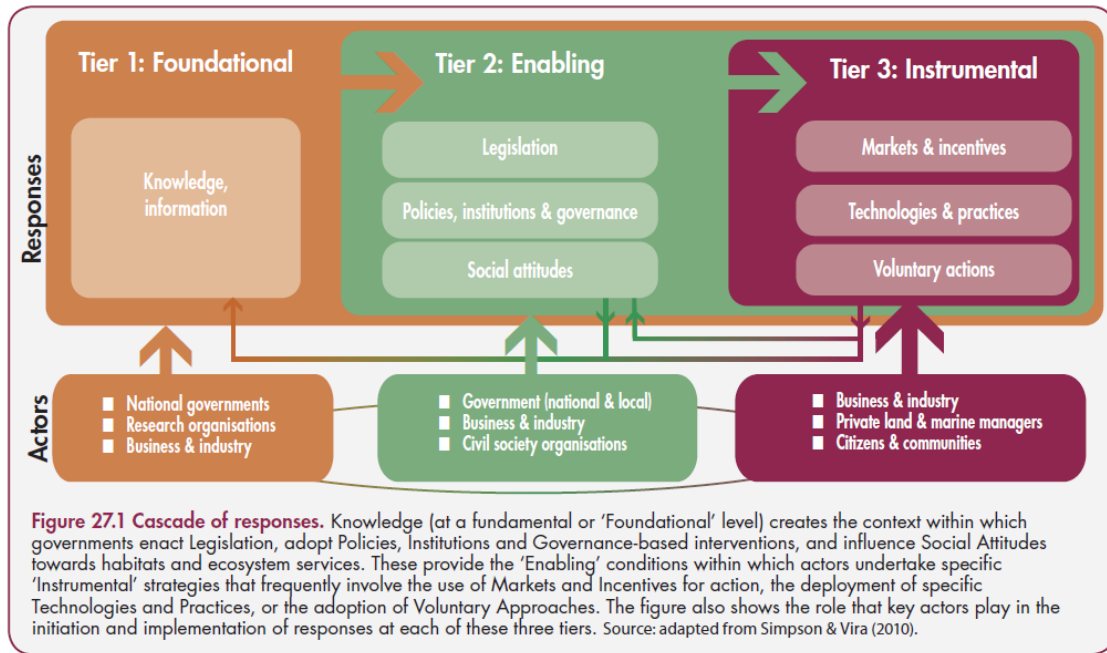 Tier 1: Foundational
Tier 2: Enabling
Tier 3: Instrumental
Responses
Knowledge,
information
Legislation
Policies, institutions & governance
Social attitudes
Markets & incentives
Technologies & practices
Voluntary actions
Actors
■ National governments
■ Research organisations
■ Business & industry
■ Government (national & local)
■ Business & industry
■ Civil society organisations
■ Business & industry
■ Private land & marine managers
■ Citizens & communities
Figure 27.1 Cascade of responses. Knowledge (at a fundamental or ‘Foundational’ level) creates the context within which
governments enact Legislation, adopt Policies, Institutions and Governance-based interventions, and influence Social Attitudes
towards habitats and ecosystem services. These provide the ‘Enabling’ conditions within which actors undertake specific
‘Instrumental’ strategies that frequently involve the use of Markets and Incentives for action, the deployment of specific
Technologies and Practices, or the adoption of Voluntary Approaches. The figure also shows the role that key actors play in the
initiation and implementation of responses at each of these three tiers. Source: adapted from Simpson & Vira (2010).